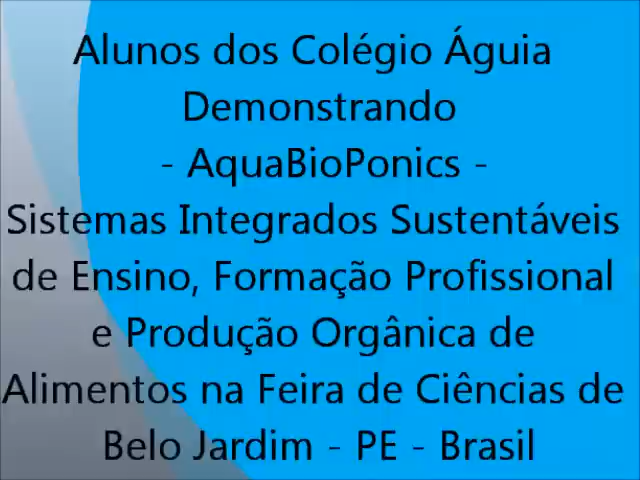 Alunos dos Colégio Águia
Demonstrando
- AquaBioPonics -
Sistemas Integrados Sustentáveis
de Ensino, Formação Profissional
e Produção Orgânica de
Alimentos na Feira de Ciências de
Belo Jardim - PE - Brasil